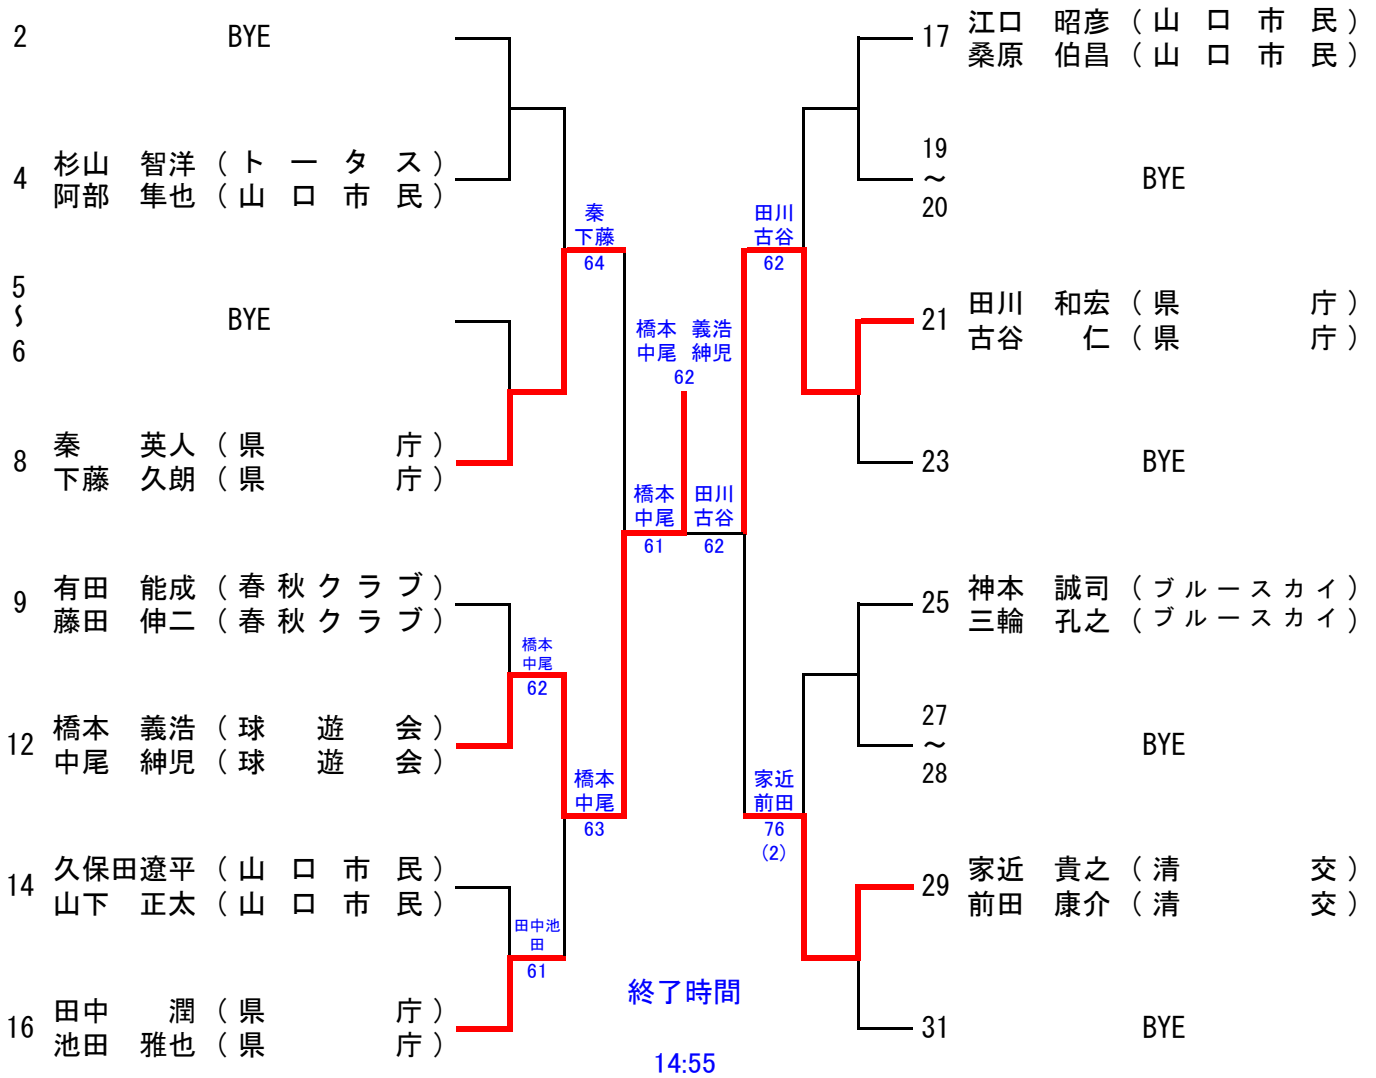 2 BYE
4 杉山 智洋 (トータス)
阿部 隼也 (山口市民)
5
～
6
BYE
8 秦 英人 (県庁)
下藤 久朗 (県庁)
9 有田 能成 (春秋クラブ)
藤田 伸二 (春秋クラブ)
12 橋本 義浩 (球遊会)
中尾 紳児 (球遊会)
14 久保田遼平 (山口市民)
山下 正太 (山口市民)
16 田中 潤 (県庁)
池田 雅也 (県庁)
秦
下藤
64
橋本
中尾
62
橋本
中尾
63
田中池
田
61
橋本 義浩
中尾 紳児
62
橋本
中尾
61
田川
古谷
62
田川
古谷
62
家近
前田
76
(2)
終了時間
14:55
17 江口 昭彦 (山口市民)
桑原 伯昌 (山口市民)
19
～
20
BYE
21 田川 和宏 (県庁)
古谷 仁 (県庁)
23 BYE
25 神本 誠司 (ブルースカイ)
三輪 孔之 (ブルースカイ)
27
～
28
BYE
29 家近 貴之 (清交)
前田 康介 (清交)
31 BYE